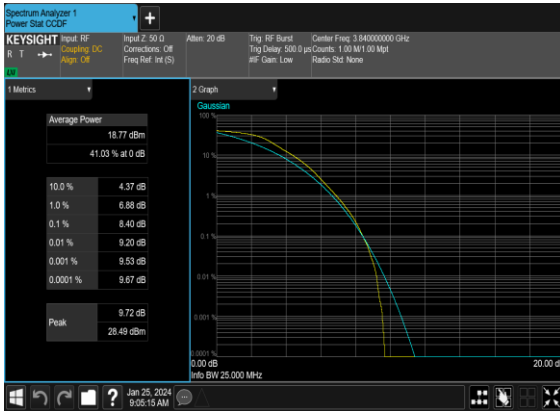 Spectrum Analyzer 1
Power Stat CCDF
+
KEYSIGHT
R T
LV
Input: RF
Coupling: DC
Align: Off
Input Z: 50 Ω
Corrections: Off
Freq Ref: Int (S)
Atten: 20 dB
Trig: RF Burst
Trig Delay: 500.0 µs
#IF Gain: Low
Center Freq: 3.840000000 GHz
Counts: 1.00 M/1.00 Mpt
Radio Std: None
1 Metrics
Average Power
18.77 dBm
41.03 % at 0 dB
10.0 % 4.37 dB
1.0 % 6.88 dB
0.1 % 8.40 dB
0.01 % 9.20 dB
0.001 % 9.53 dB
0.0001 % 9.67 dB
Peak
9.72 dB
28.49 dBm
2 Graph
Gaussian
100 %
10 %
1 %
0.1 %
0.01 %
0.001 %
0.0001 %
0.00 dB
20.00 d
Info BW 25.000 MHz
?
Jan 25, 2024
9:05:15 AM